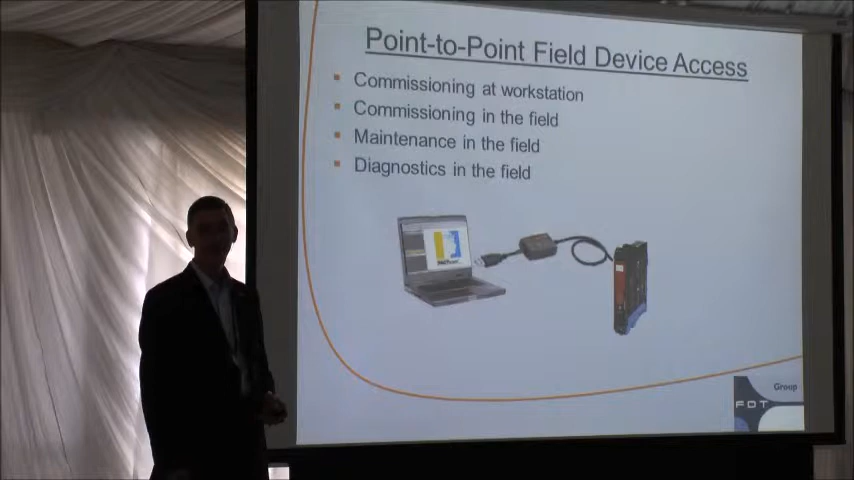 Point-to-Point Field Device Access
Commissioning at workstation
Commissioning in the field
Maintenance in the field
Diagnostics in the field
Group
FDT